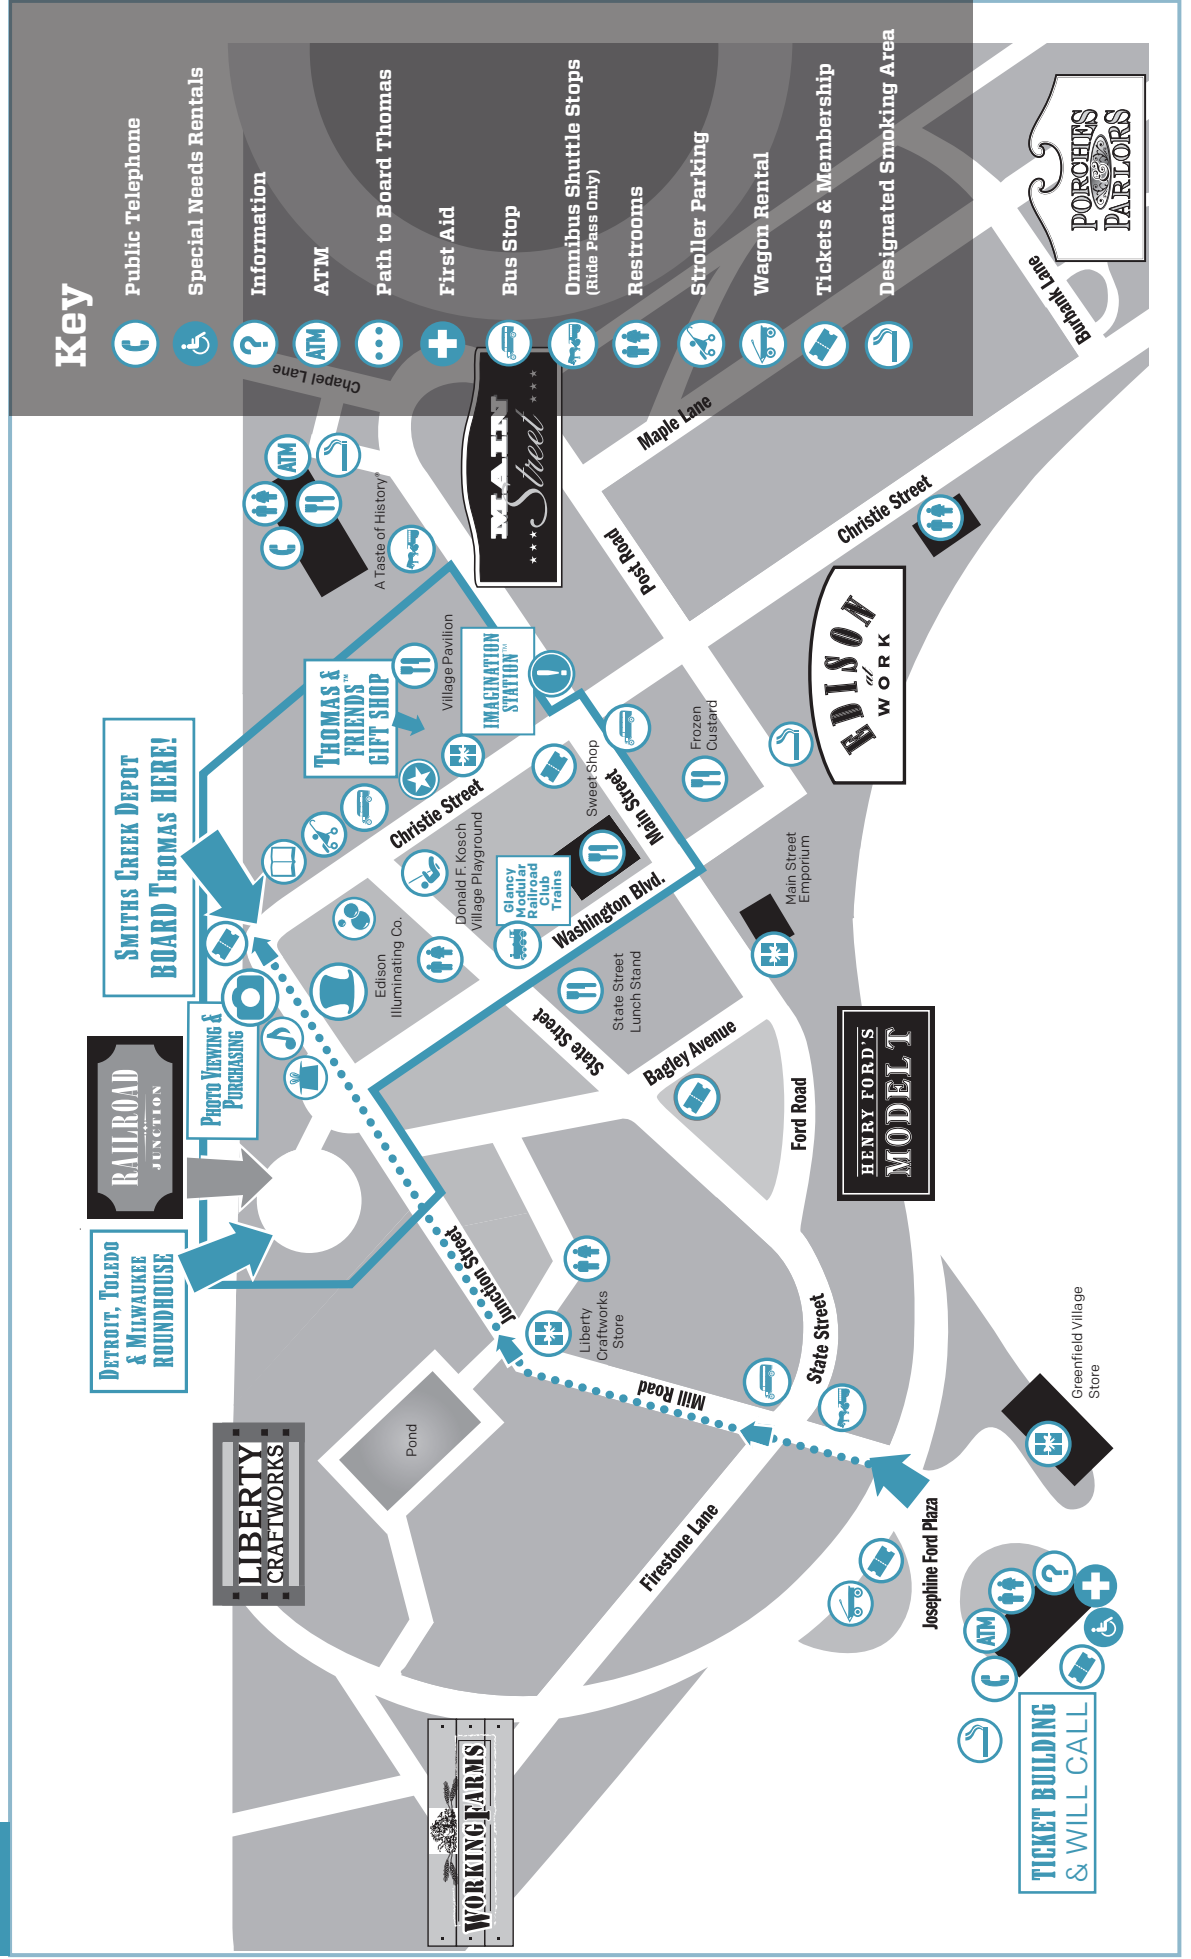 Key
Public Telephone
Special Needs Rentals
Information
ATM
ATM
Path to Board Thomas
First Aid
Bus Stop
Omnibus Shuttle Stops
(Ride Pass Only)
Restrooms
Stroller Parking
Wagon Rental
Tickets & Membership
Designated Smoking Area
PORCHES
&
PARLORS
Burbank Lane
Chapel Lane
Maple Lane
MAIN
Street
ATM
A Taste of History®
Post Road
Christie Street
EDISON
at
WORK
Village Pavilion
IMAGINATION
STATION™
THOMAS &
FRIENDS™
GIFT SHOP
SMITHS CREEK DEPOT
BOARD THOMAS HERE!
Christie Street
Sweet Shop
Main Street
Frozen
Custard
Donald F. Kosch
Village Playground
Glancy
Modular
Railroad
Club
Trains
Washington Blvd.
Main Street
Emporium
Edison
Illuminating Co.
State Street
Lunch Stand
State Street
Bagley Avenue
Ford Road
HENRY FORD'S
MODEL T
PHOTO VIEWING &
PURCHASING
RAILROAD
JUNCTION
DETROIT, TOLEDO
& MILWAUKEE
ROUNDHOUSE
Junction Street
Liberty
Craftworks
Store
State Street
Mill Road
Greenfield Village
Store
LIBERTY
CRAFTWORKS
Pond
Firestone Lane
Josephine Ford Plaza
ATM
TICKET BUILDING
& WILL CALL
WORKING FARMS